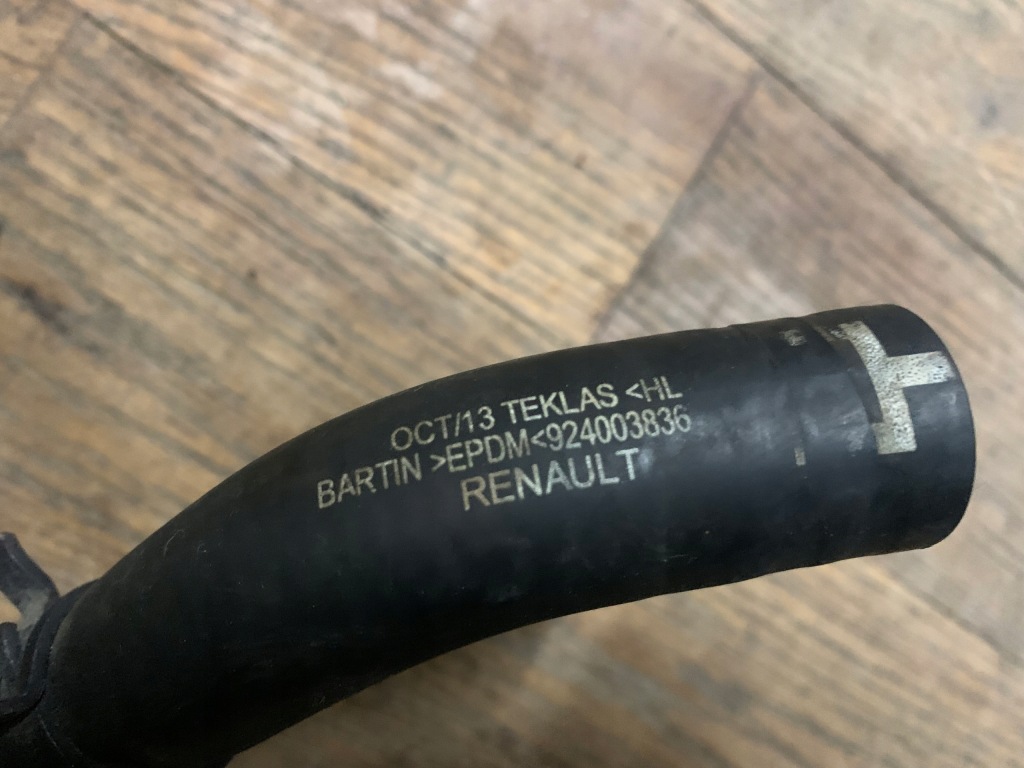 OCT/13 TEKLAS <HL
BARTIN >EPDM<924003836
RENAULT